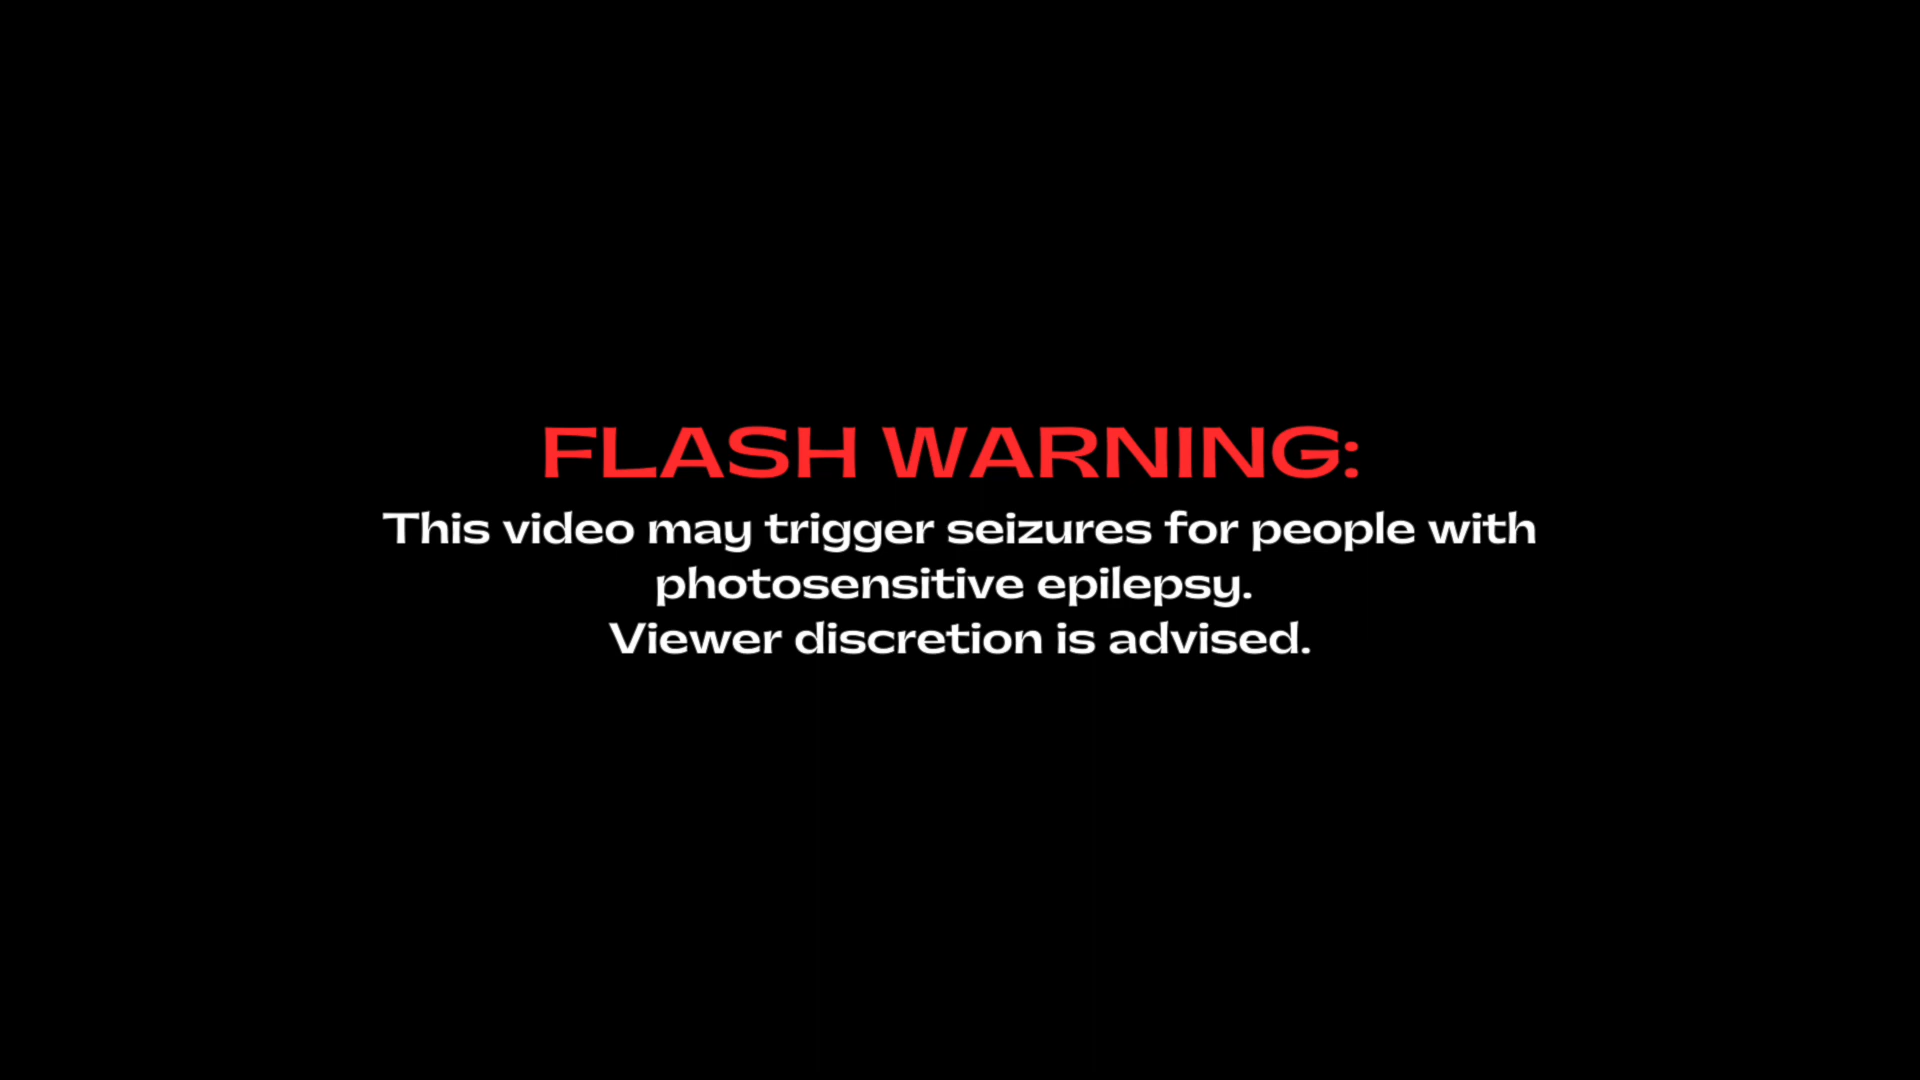 FLASH WARNING:
This video may trigger seizures for people with
photosensitive epilepsy.
Viewer discretion is advised.